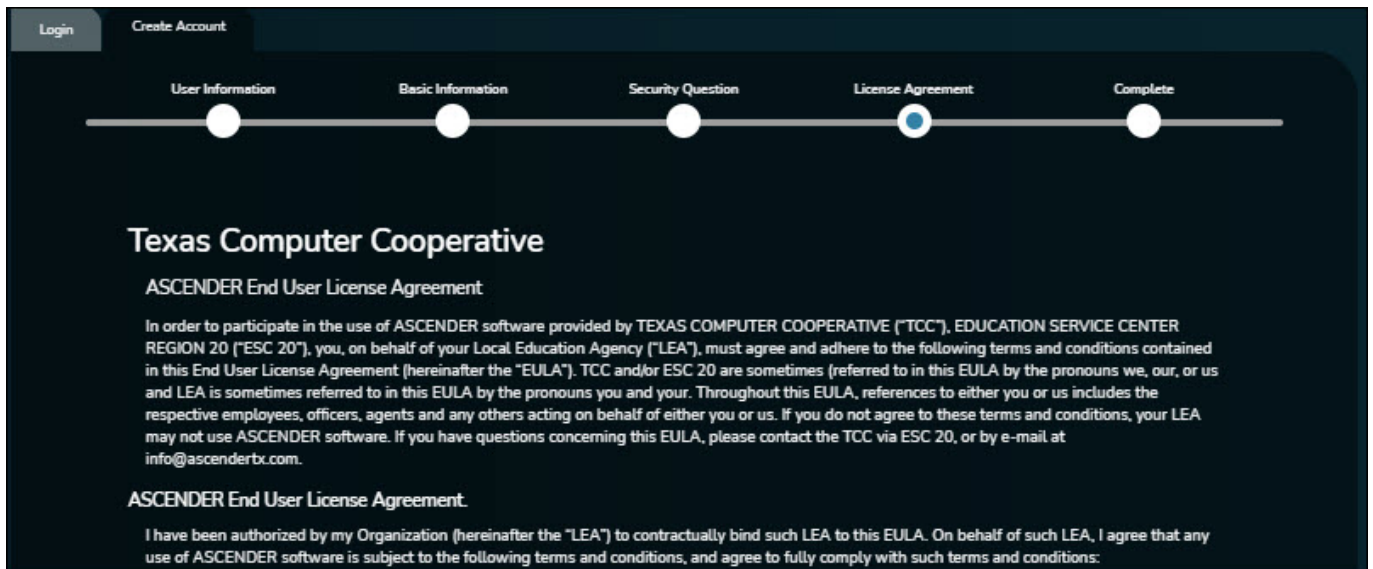 Login
Create Account
User Information
Basic Information
Security Question
License Agreement
Complete
Texas Computer Cooperative
ASCENDER End User License Agreement
In order to participate in the use of ASCENDER software provided by TEXAS COMPUTER COOPERATIVE ("TCC"), EDUCATION SERVICE CENTER
REGION 20 ("ESC 20"), you, on behalf of your Local Education Agency ("LEA"), must agree and adhere to the following terms and conditions contained
in this End User License Agreement (hereinafter the "EULA"). TCC and/or ESC 20 are sometimes (referred to in this EULA by the pronouns we, our, or us
and LEA is sometimes referred to in this EULA by the pronouns you and your. Throughout this EULA, references to either you or us includes the
respective employees, officers, agents and any others acting on behalf of either you or us. If you do not agree to these terms and conditions, your LEA
may not use ASCENDER software. If you have questions concerning this EULA, please contact the TCC via ESC 20, or by e-mail at
info@ascendertx.com.
ASCENDER End User License Agreement.
I have been authorized by my Organization (hereinafter the "LEA") to contractually bind such LEA to this EULA. On behalf of such LEA, I agree that any
use of ASCENDER software is subject to the following terms and conditions, and agree to fully comply with such terms and conditions: